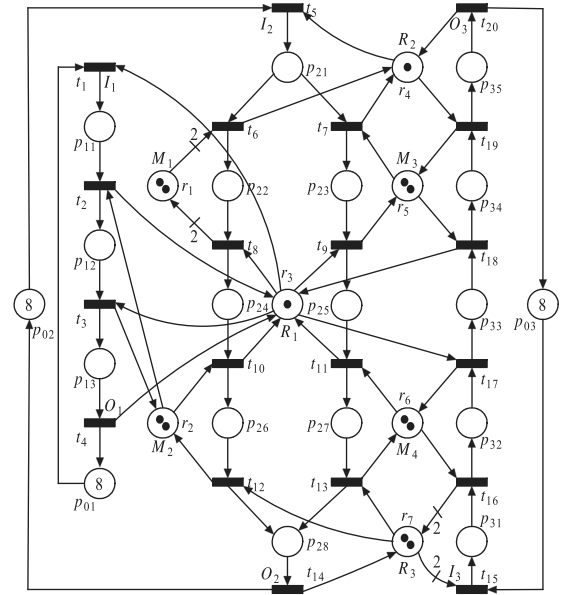 t5
I2
O3
t20
R2
p21
r4
p35
t1
I1
p11
2
t6
t7
t19
M1
r1
M3
r5
p22
p23
p34
t2
2
t8
t9
t18
p12
r3
8
p02
p24
R1
p25
p33
8
p03
t3
t10
t11
t17
p13
O1
t4
r2
M2
r6
M4
p26
p27
p32
8
p01
t12
t13
t16
r7
2
p28
R3
2
p31
O2
t14
I3
t15